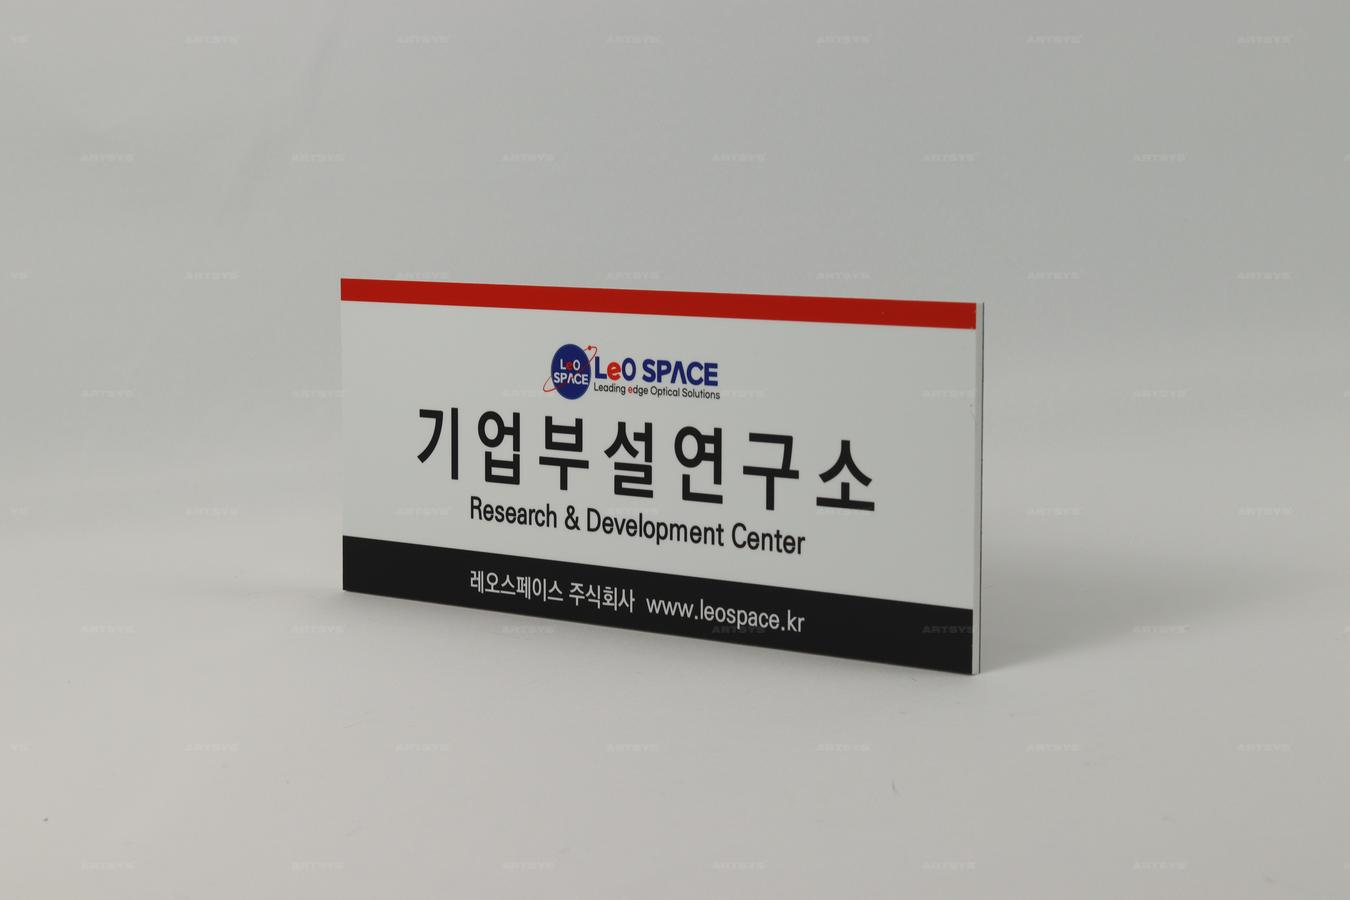 LeO SPACE
LeO SPACE
Leading edge Optical Solutions
기업부설연구소
Research & Development Center
레오스페이스 주식회사 www.leospace.kr
ARTSYS